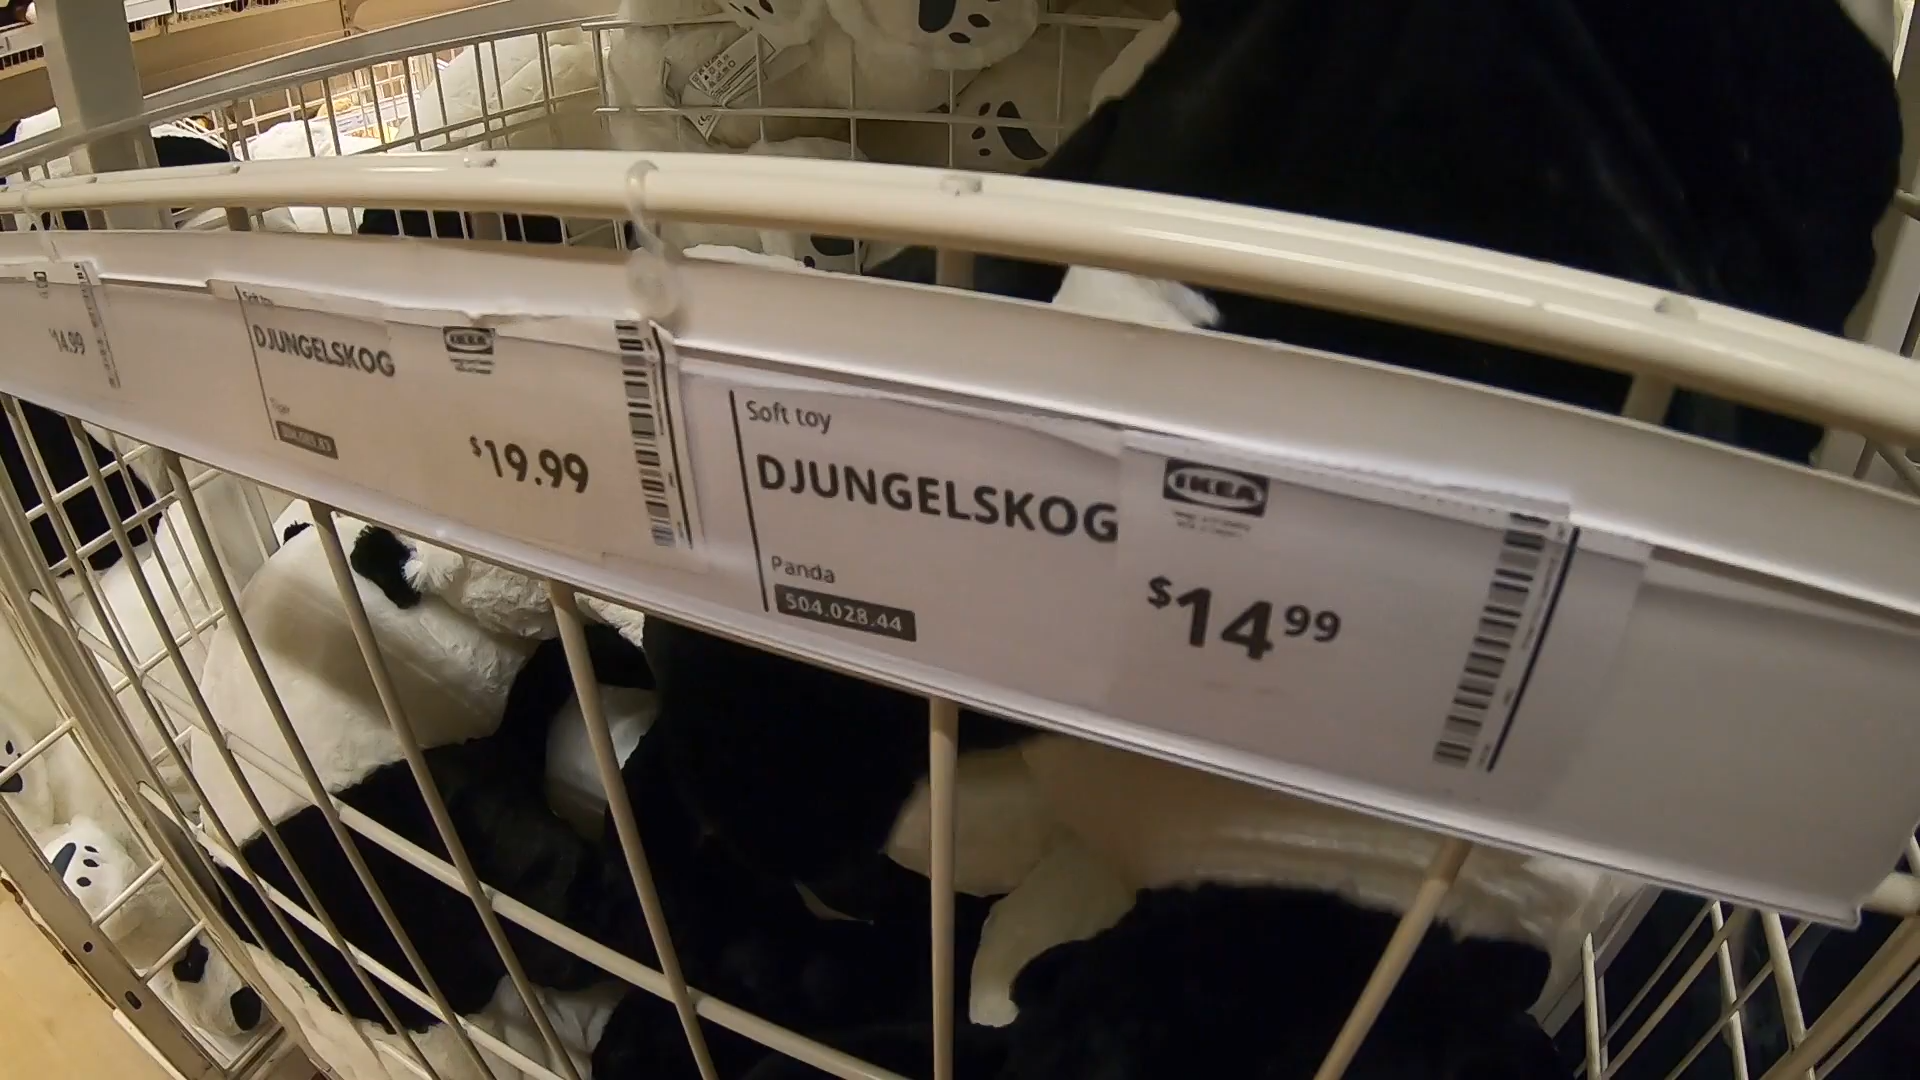 $14.99
Soft toy
DJUNGELSKOG
IKEA
Tiger
$19.99
Soft toy
DJUNGELSKOG
IKEA
Panda
504.028.44
$14 99